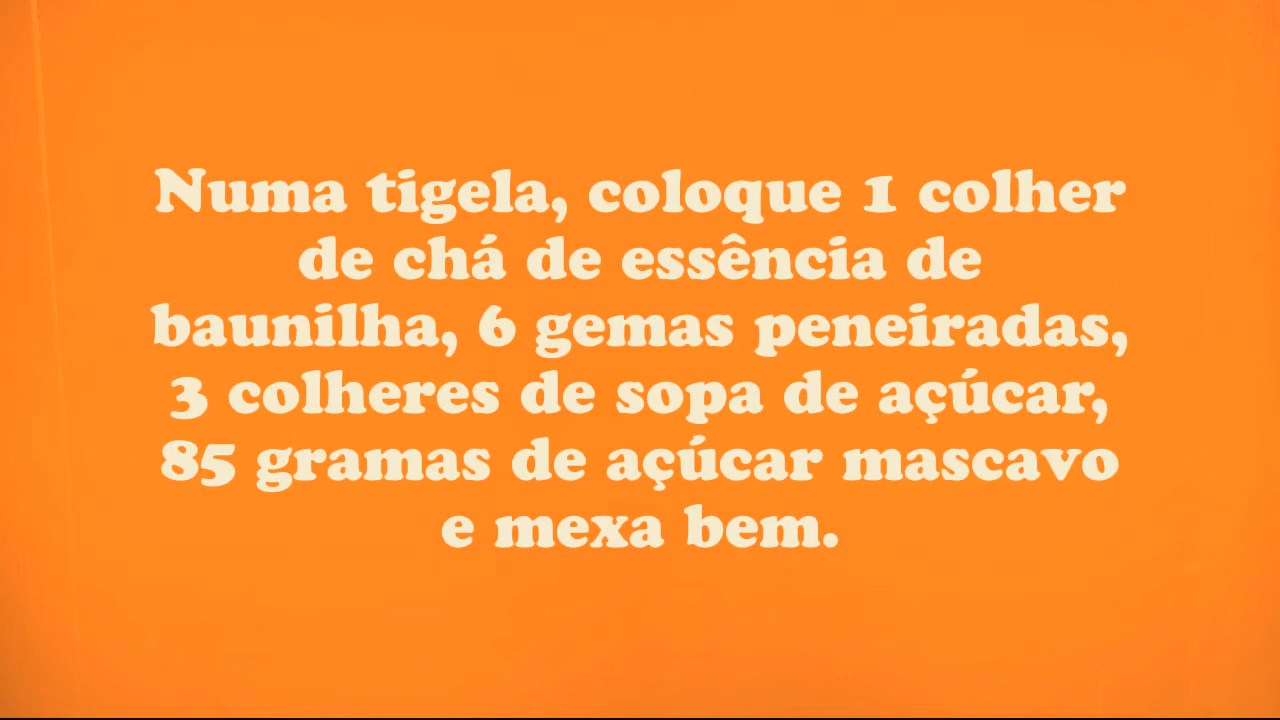 Numa tigela, coloque 1 colher
de chá de essência de
baunilha, 6 gemas peneiradas,
3 colheres de sopa de açúcar,
85 gramas de açúcar mascavo
e mexa bem.